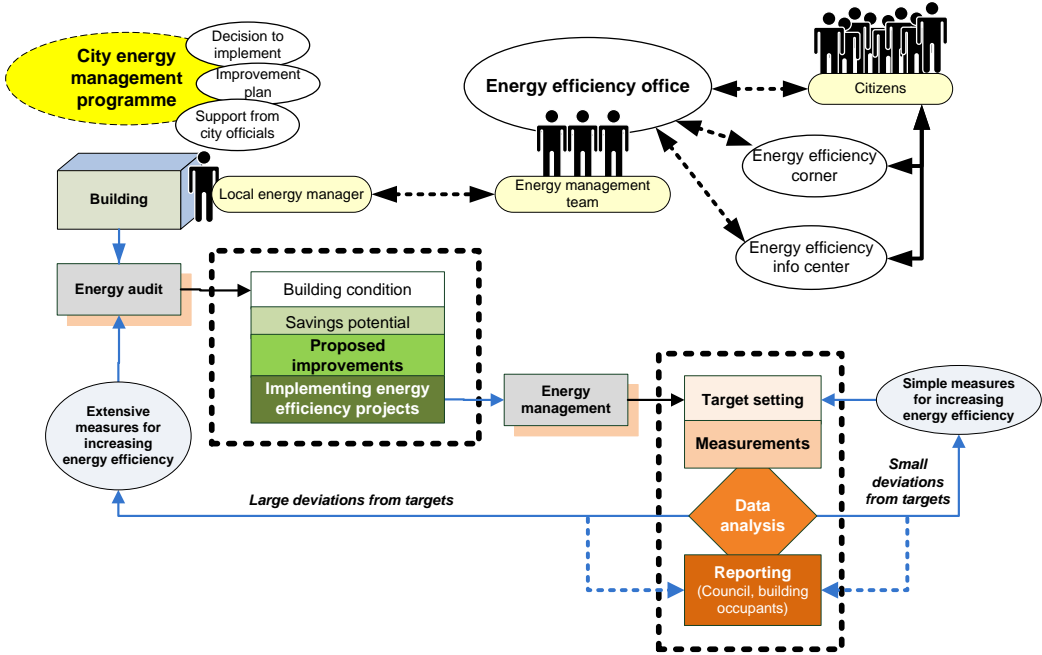 City energy
management
programme
Decision to
implement
Improvement
plan
Support from
city officials
Energy efficiency office
Citizens
Energy efficiency
corner
Energy efficiency
info center
Building
Local energy manager
Energy management
team
Energy audit
Building condition
Savings potential
Proposed
improvements
Implementing energy
efficiency projects
Energy
management
Target setting
Measurements
Simple measures
for increasing
energy efficiency
Extensive
measures for
increasing
energy efficiency
Large deviations from targets
Small
deviations
from targets
Data
analysis
Reporting
(Council, building
occupants)